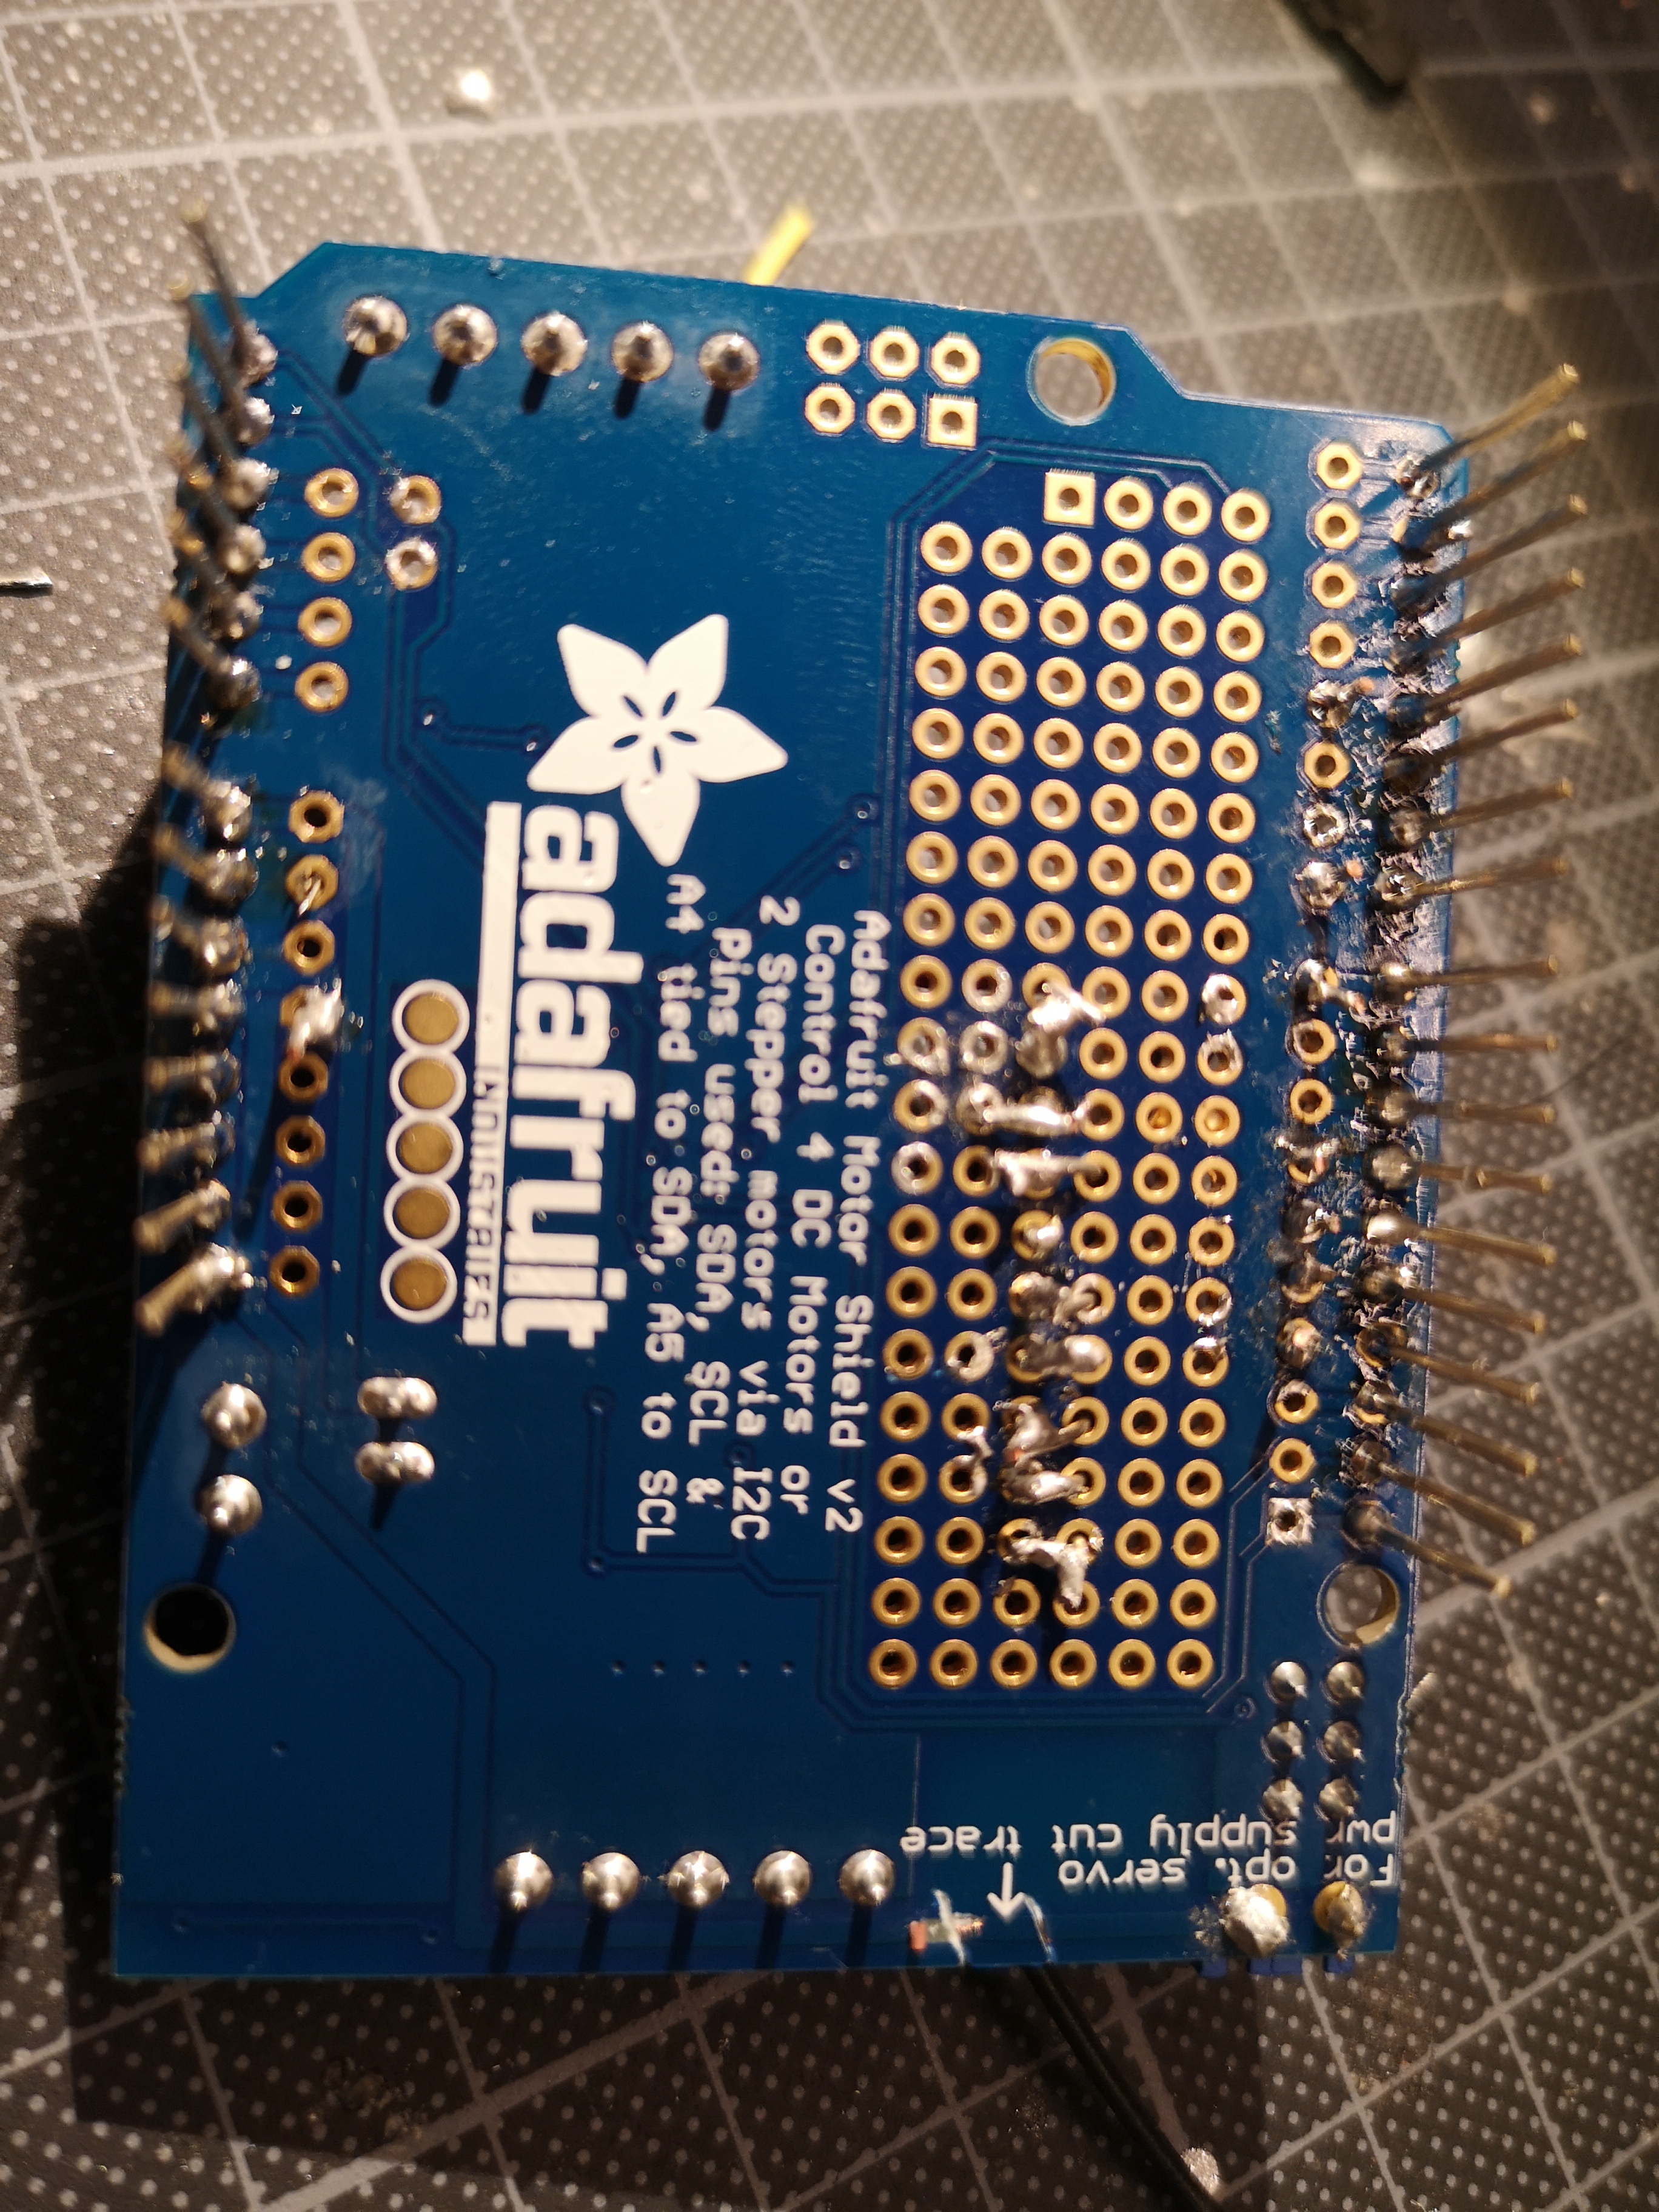 adafruit
INDUSTRIES
Adafruit Motor Shield v2
Control 4 DC Motors or
2 Stepper motors via I2C
Pins used: SDA, SCL &
A4 tied to SDA, A5 to SCL
For opt. servo
pwr supply cut trace